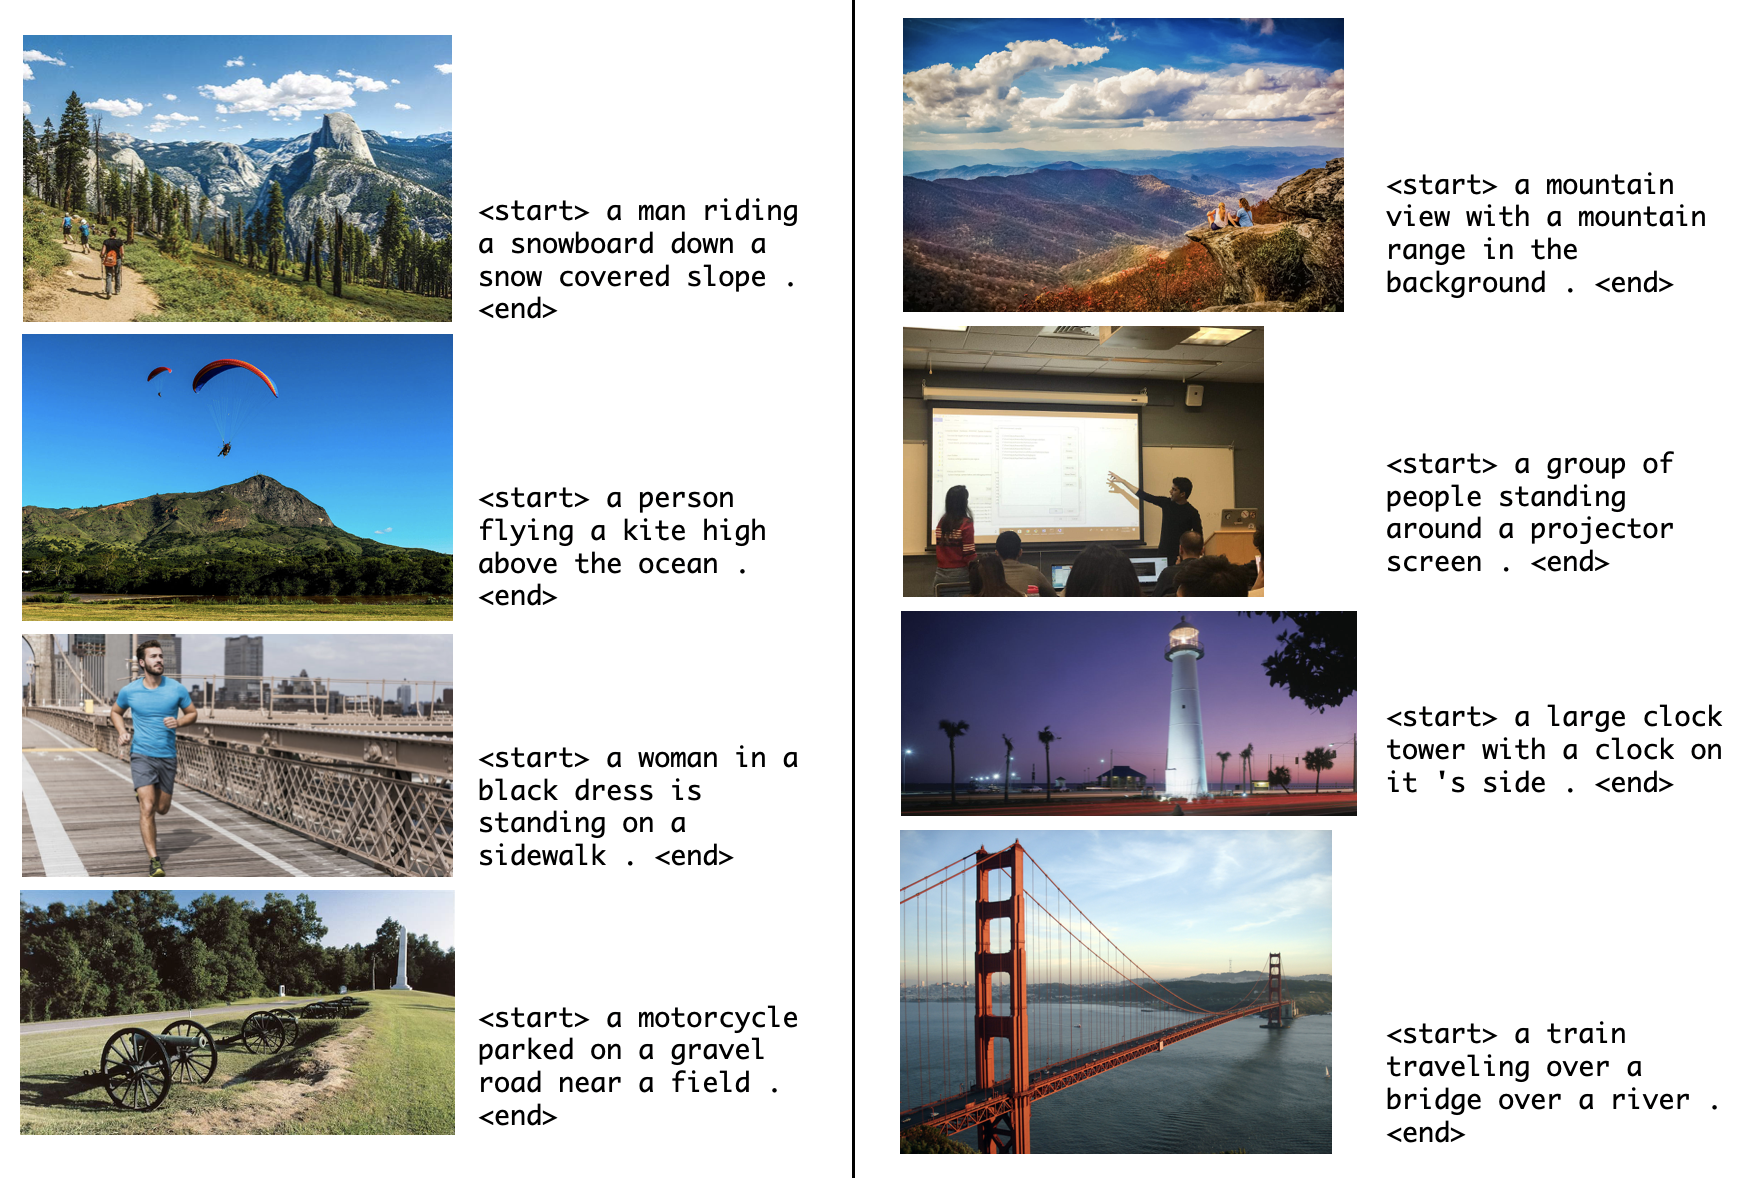 <start> a man riding
a snowboard down a
snow covered slope .
<end>
<start> a person
flying a kite high
above the ocean .
<end>
<start> a woman in a
black dress is
standing on a
sidewalk . <end>
<start> a motorcycle
parked on a gravel
road near a field .
<end>
<start> a mountain
view with a mountain
range in the
background . <end>
<start> a group of
people standing
around a projector
screen . <end>
<start> a large clock
tower with a clock on
it 's side . <end>
<start> a train
traveling over a
bridge over a river .
<end>